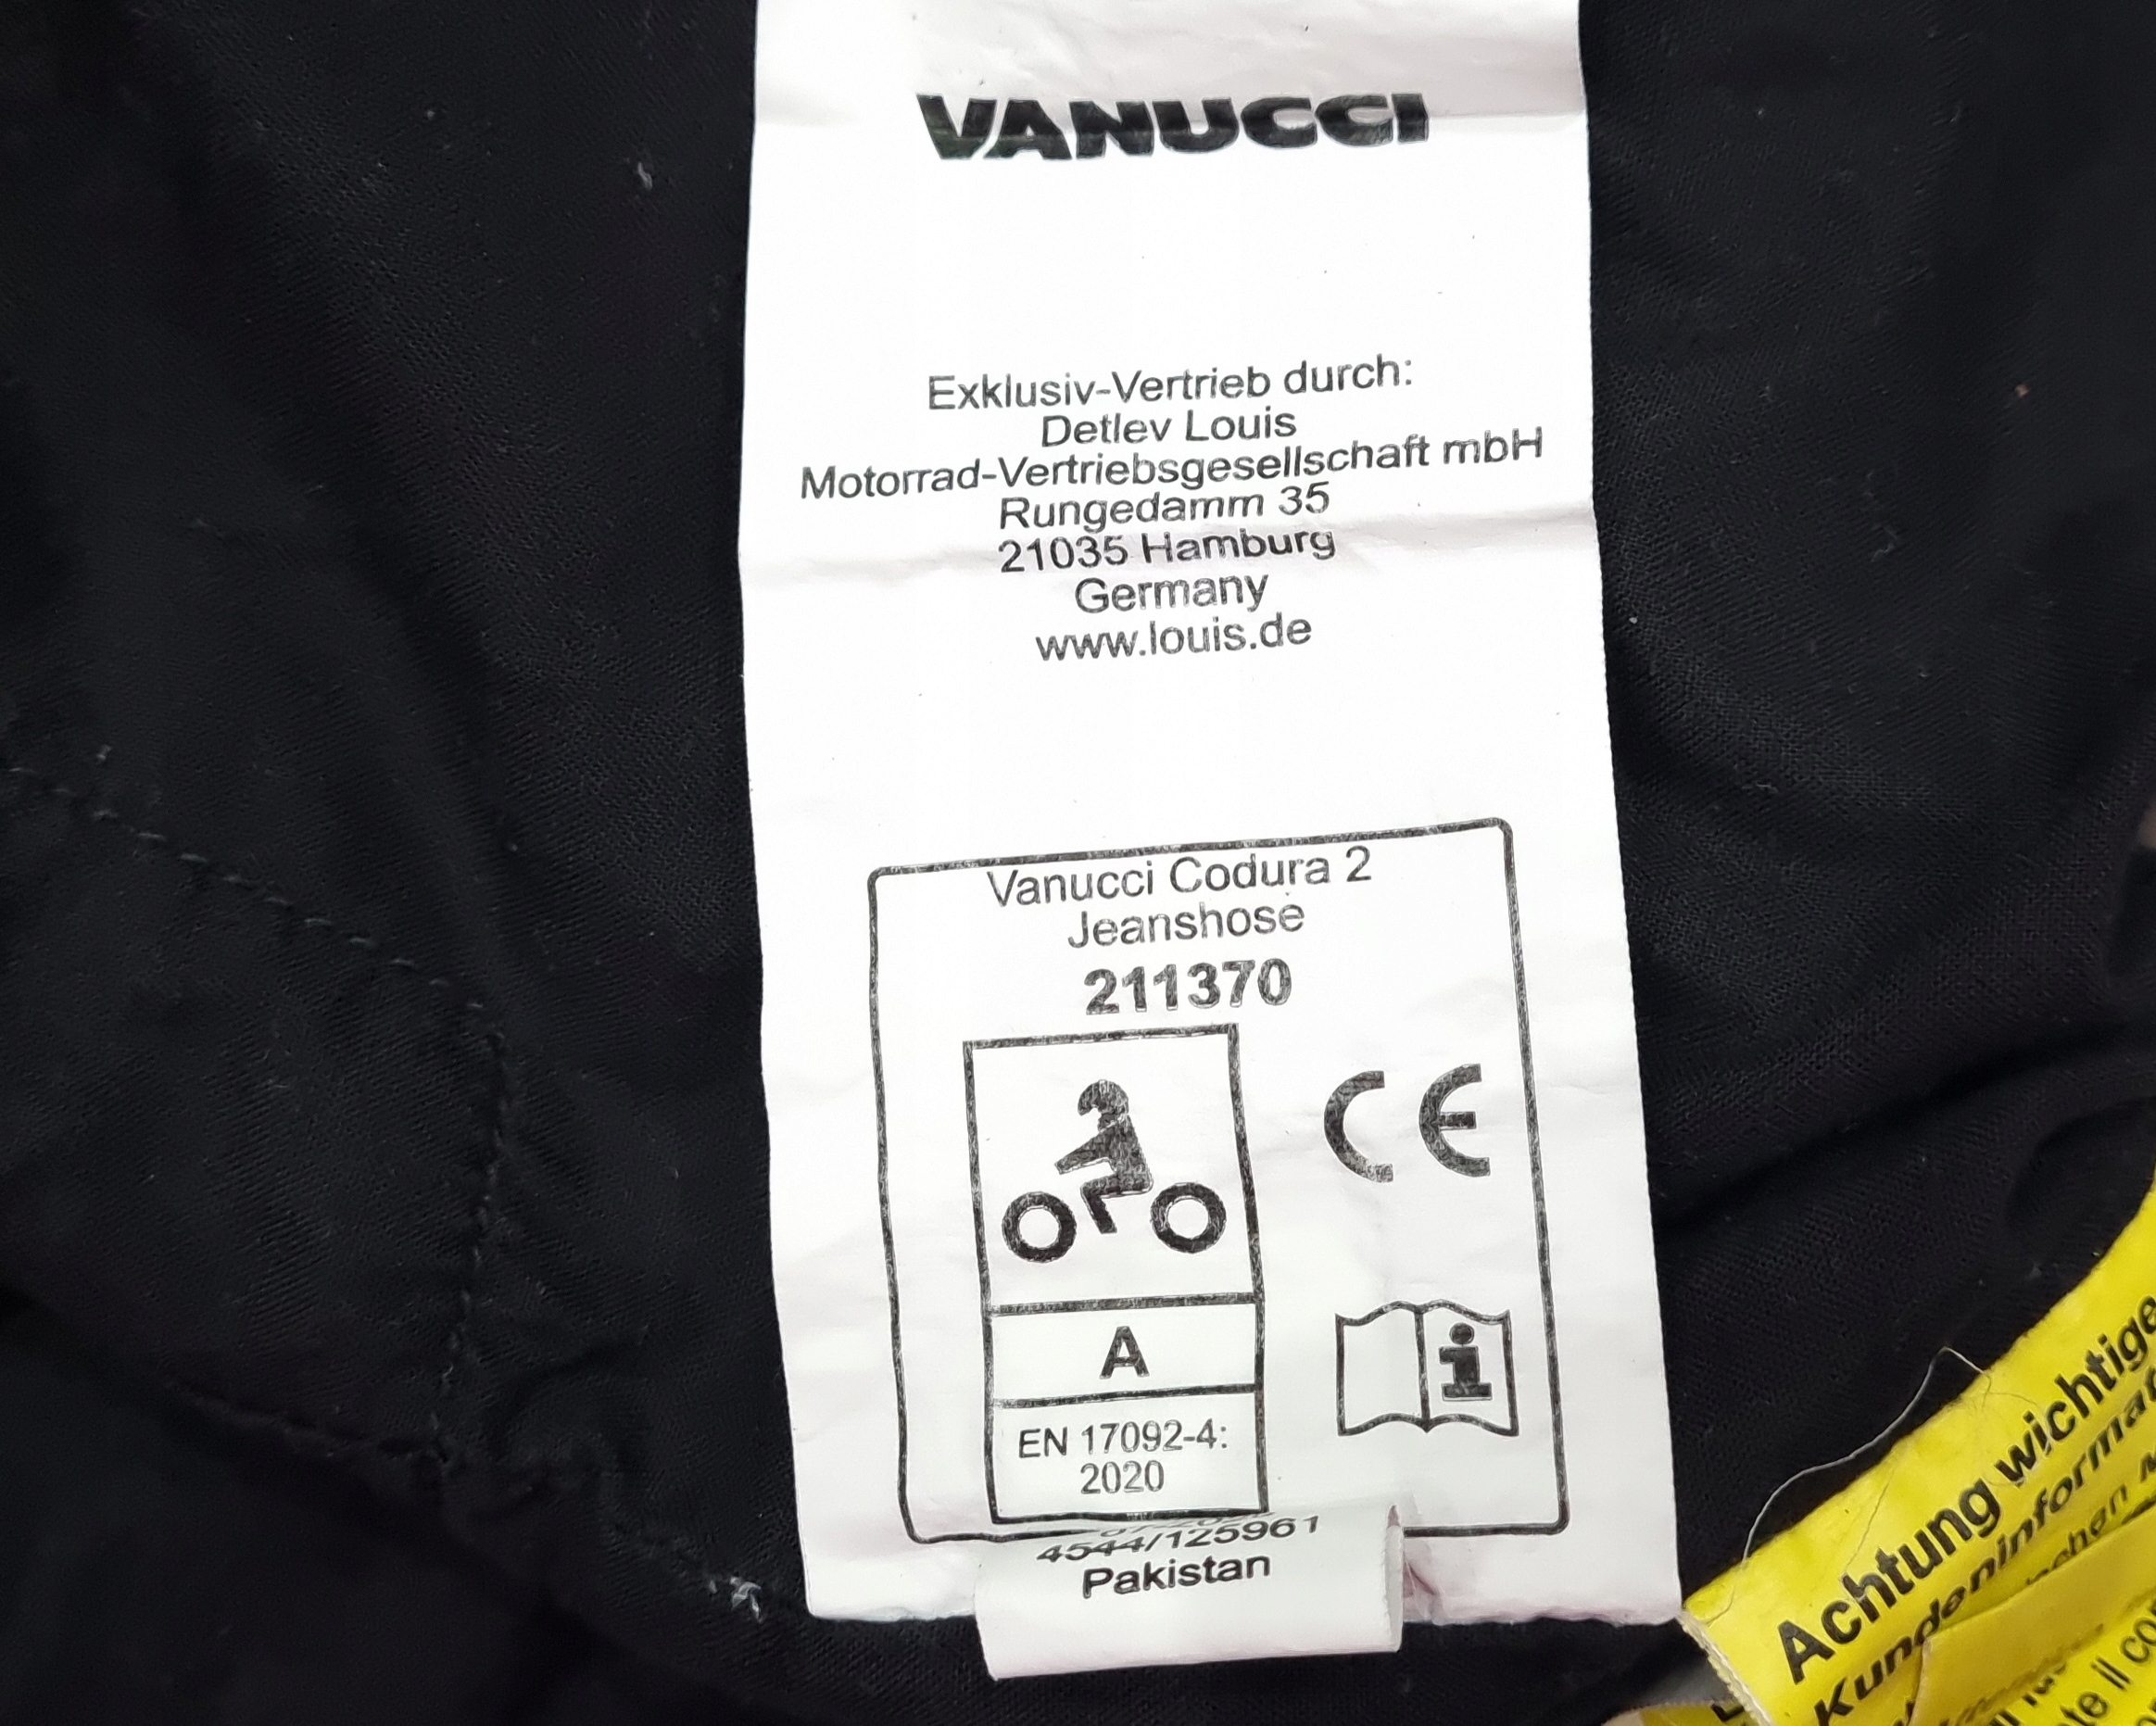 VANUCCI
Exklusiv-Vertrieb durch:
Detlev Louis
Motorrad-Vertriebsgesellschaft mbH
Rungedamm 35
21035 Hamburg
Germany
www.louis.de
Vanucci Codura 2
Jeanshose
211370
CE
A
i
EN 17092-4:
2020
4544/125961
Pakistan
Achtung wichtige